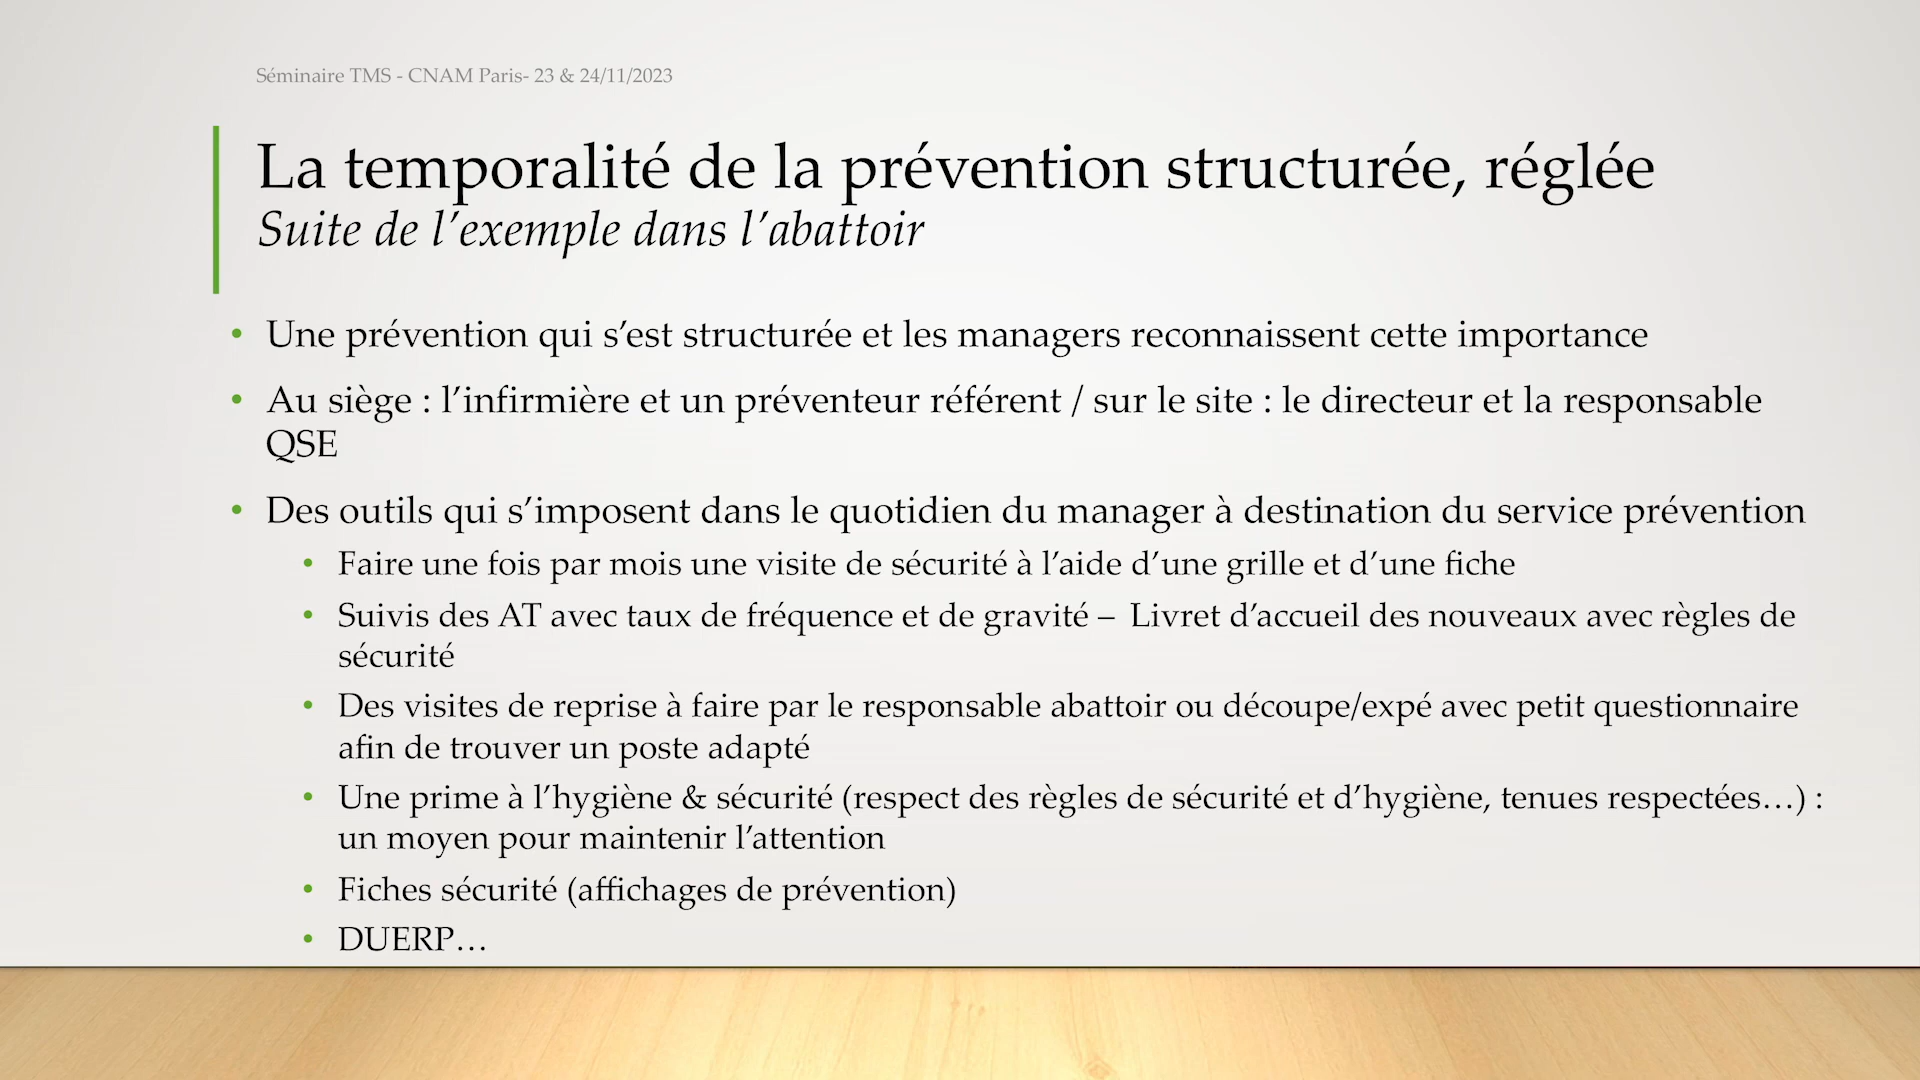 Séminaire TMS - CNAM Paris- 23 & 24/11/2023
La temporalité de la prévention structurée, réglée
Suite de l’exemple dans l’abattoir
• Une prévention qui s’est structurée et les managers reconnaissent cette importance
• Au siège : l’infirmière et un préventeur référent / sur le site : le directeur et la responsable
QSE
• Des outils qui s’imposent dans le quotidien du manager à destination du service prévention
• Faire une fois par mois une visite de sécurité à l’aide d’une grille et d’une fiche
• Suivis des AT avec taux de fréquence et de gravité – Livret d’accueil des nouveaux avec règles de
sécurité
• Des visites de reprise à faire par le responsable abattoir ou découpe/expé avec petit questionnaire
afin de trouver un poste adapté
• Une prime à l’hygiène & sécurité (respect des règles de sécurité et d’hygiène, tenues respectées…) :
un moyen pour maintenir l’attention
• Fiches sécurité (affichages de prévention)
• DUERP…